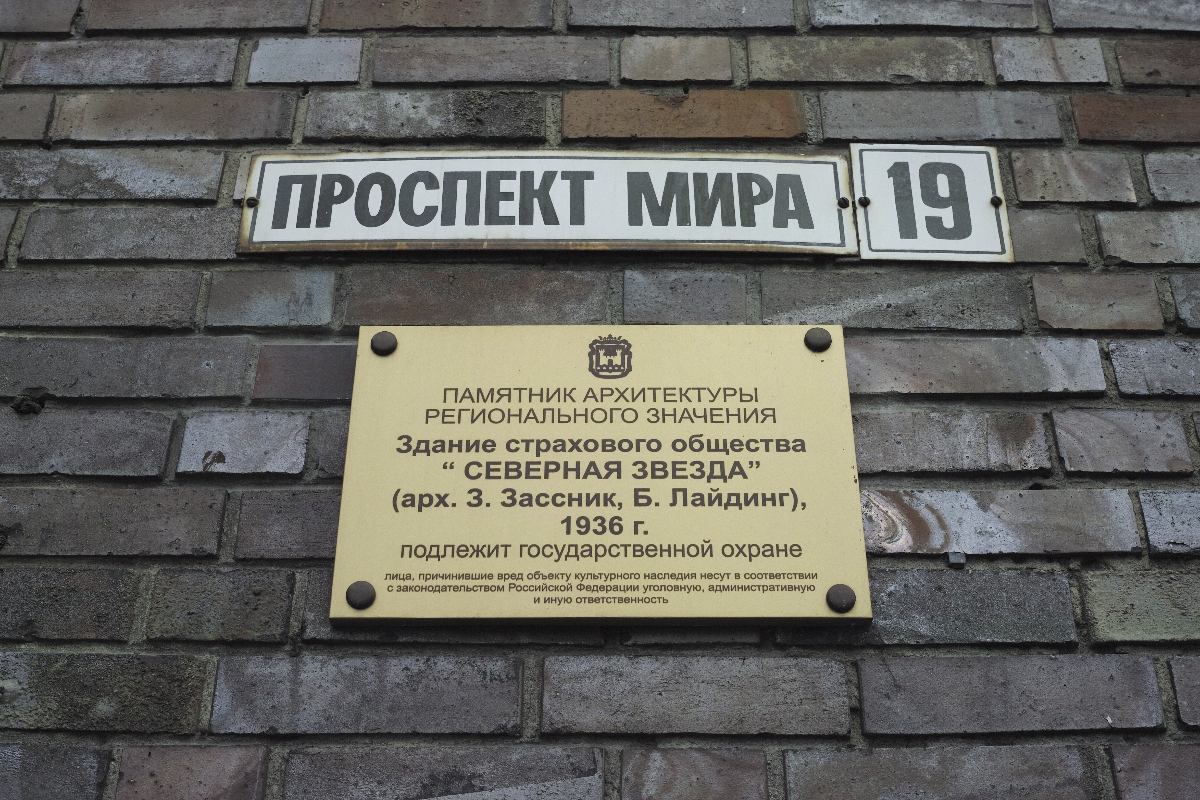 ПРОСПЕКТ МИРА 19
ПАМЯТНИК АРХИТЕКТУРЫ
РЕГИОНАЛЬНОГО ЗНАЧЕНИЯ
Здание страхового общества
“ СЕВЕРНАЯ ЗВЕЗДА”
(арх. З. Зассник, Б. Лайдинг),
1936 г.
подлежит государственной охране
лица, причинившие вред объекту культурного наследия несут в соответствии
с законодательством Российской Федерации уголовную, административную
и иную ответственность